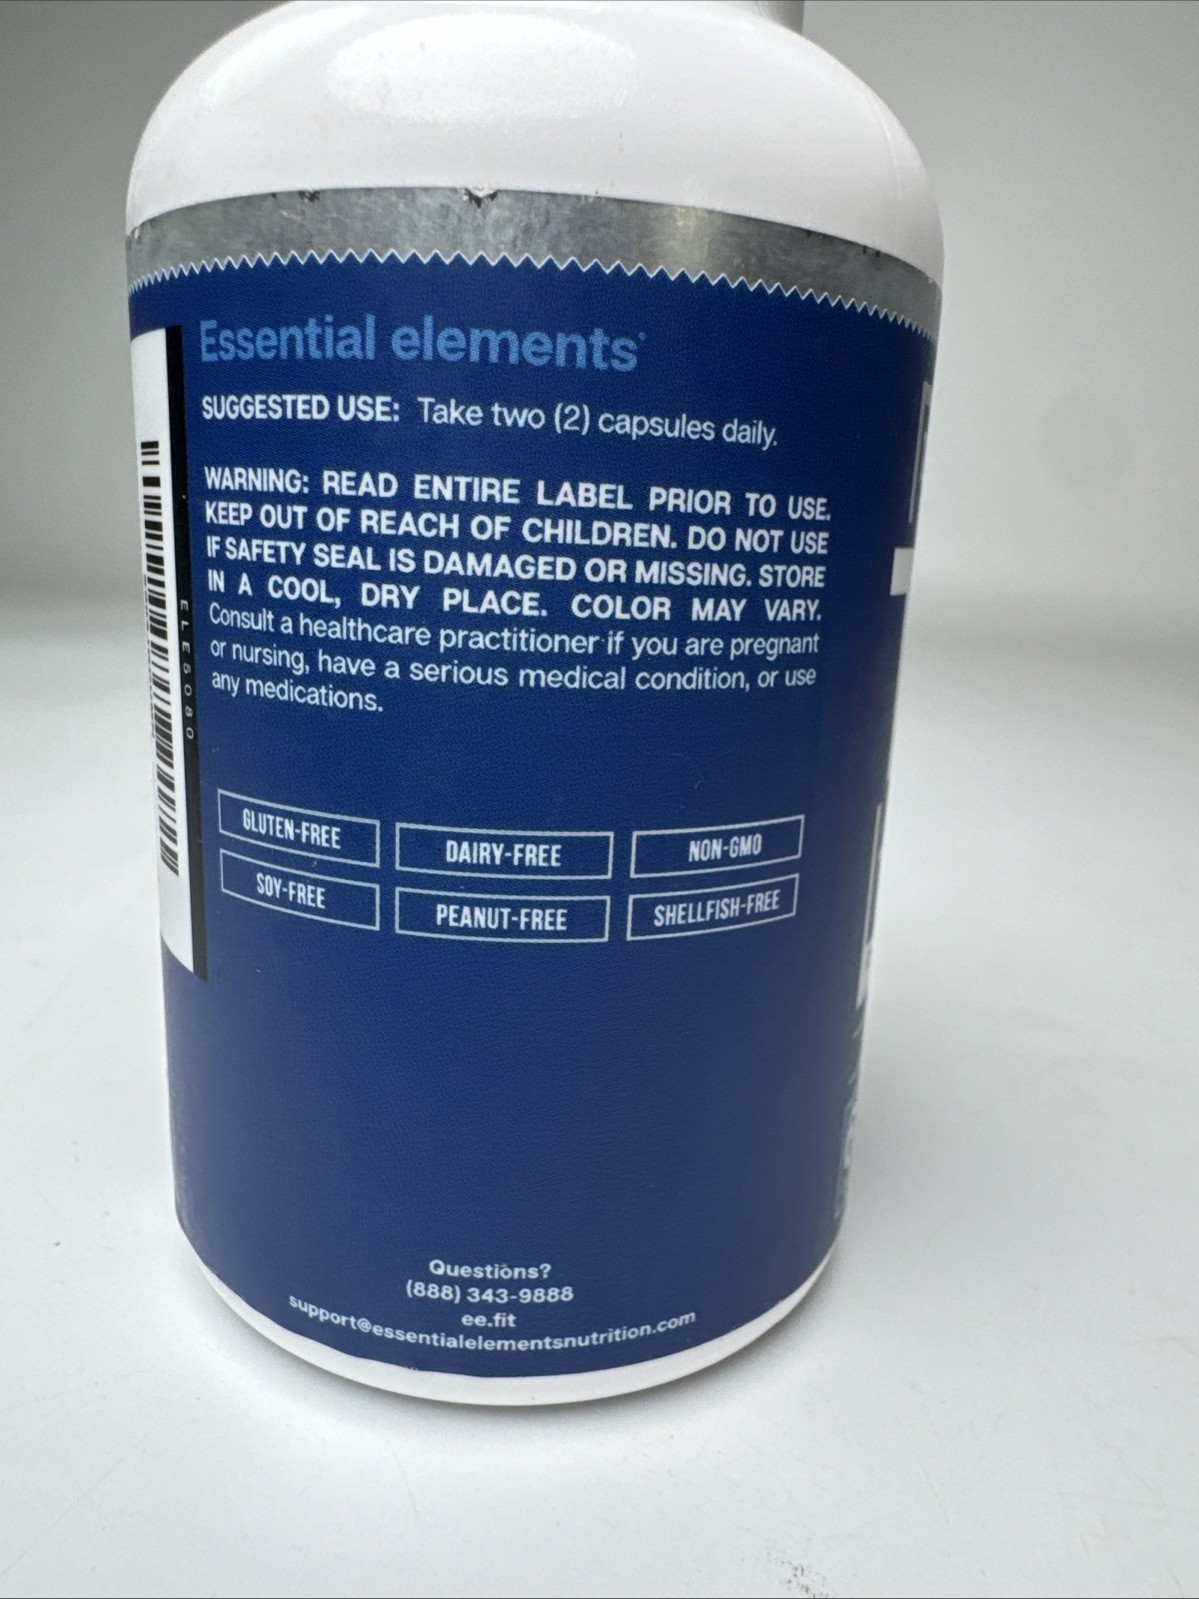 Essential elements
SUGGESTED USE: Take two (2) capsules daily.
WARNING: READ ENTIRE LABEL PRIOR TO USE.
KEEP OUT OF REACH OF CHILDREN. DO NOT USE
IF SAFETY SEAL IS DAMAGED OR MISSING. STORE
IN A COOL, DRY PLACE. COLOR MAY VARY.
Consult a healthcare practitioner if you are pregnant
or nursing, have a serious medical condition, or use
any medications.
ELE5080
GLUTEN-FREE
DAIRY-FREE
NON-GMO
SOY-FREE
PEANUT-FREE
SHELLFISH-FREE
Questions?
(888) 343-9888
ee.fit
support@essentialelementsnutrition.com